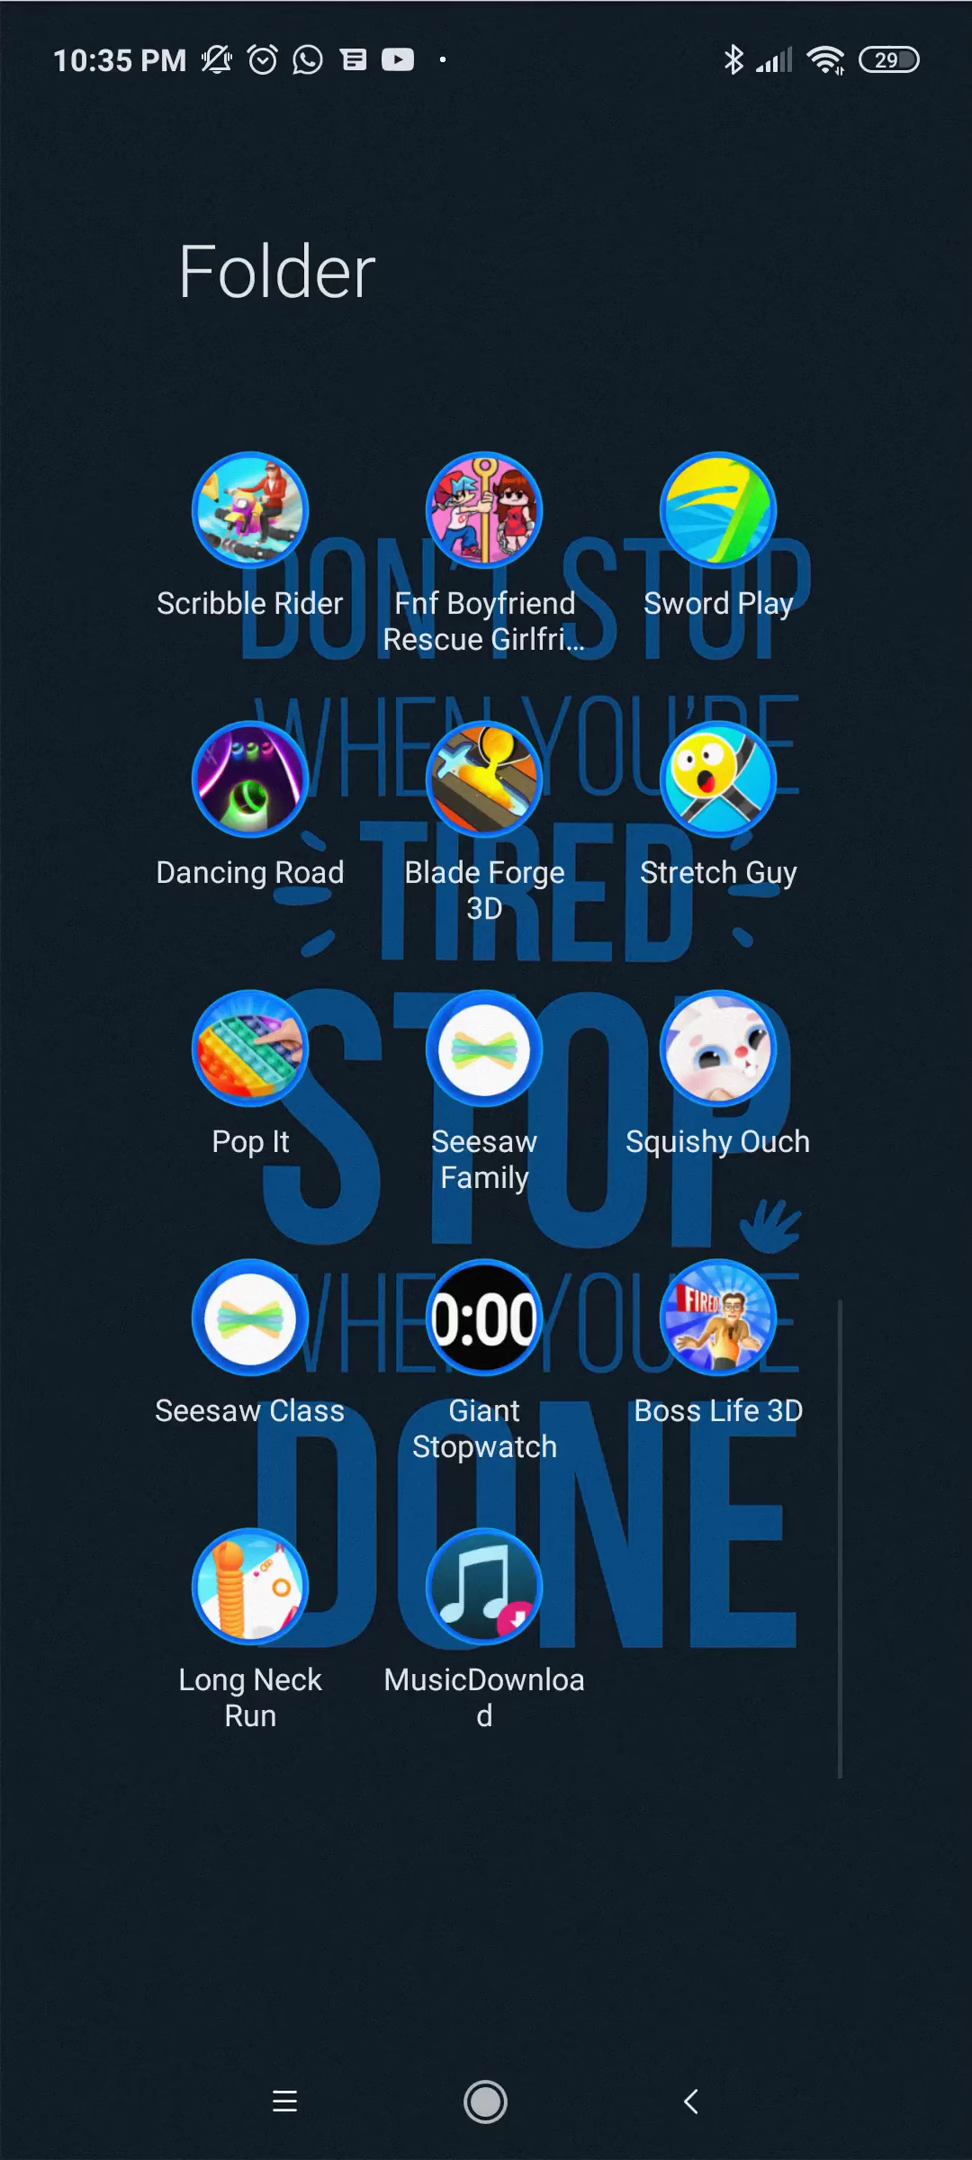 10:35 PM 29
Folder
Scribble Rider
Fnf Boyfriend
Rescue Girlfri...
Sword Play
DON'T STOP
WHEN YOU'RE
Dancing Road
Blade Forge
3D
Stretch Guy
TIRED
Pop It
Seesaw
Family
Squishy Ouch
STOP
WHEN YOU'RE
0:00
FIRED
Seesaw Class
Giant
Stopwatch
Boss Life 3D
DONE
Long Neck
Run
MusicDownloa
d